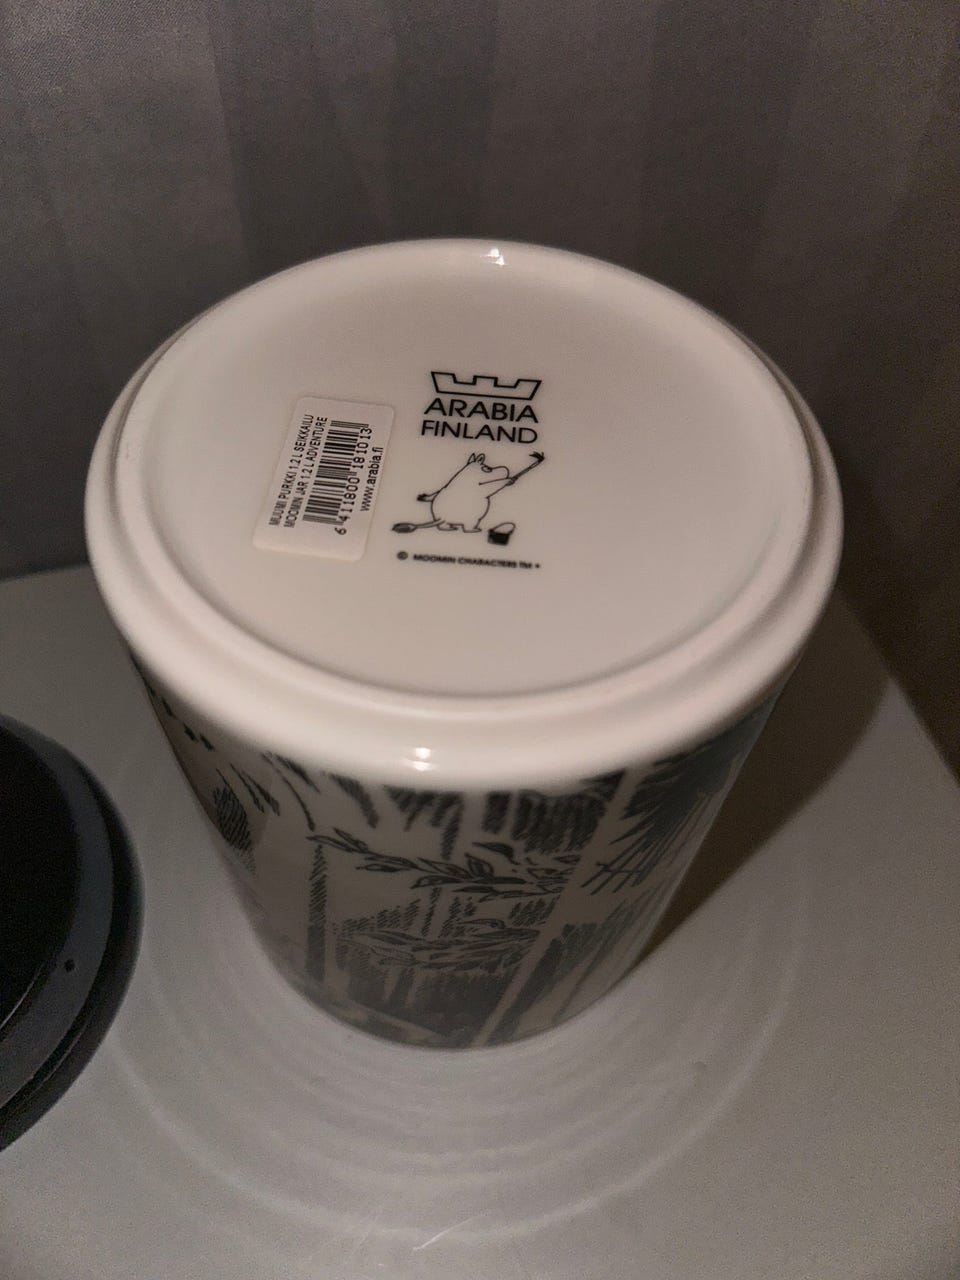 ARABIA
FINLAND
© MOOMIN CHARACTERS TM
MUUMI PURKKI 1.2 L SEIKKAILU
MOOMIN JAR 1.2 L ADVENTURE
6 411800 181013
www.arabia.fi